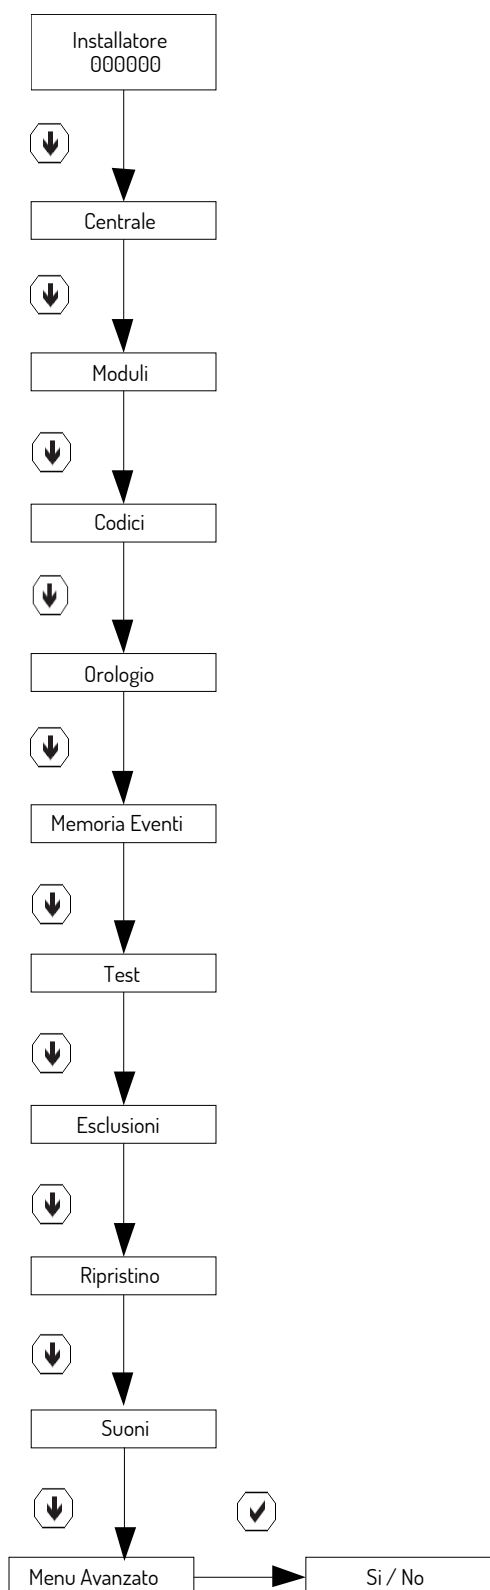 Installatore
000000
Centrale
Moduli
Codici
Orologio
Memoria Eventi
Test
Esclusioni
Ripristino
Suoni
Menu Avanzato
Si / No